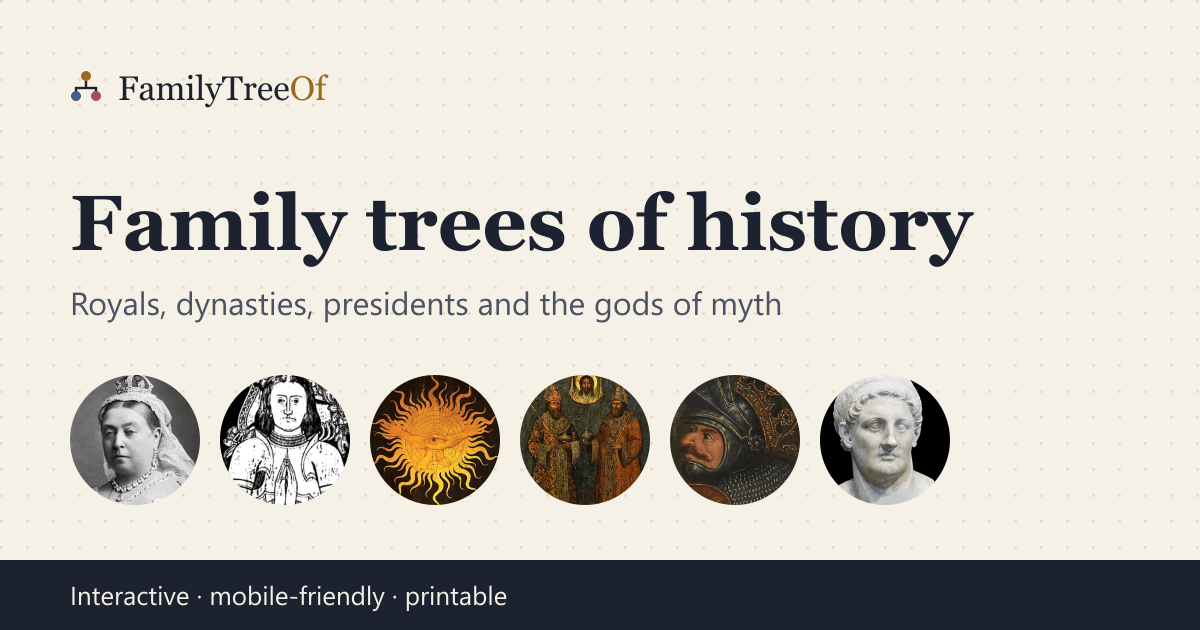 FamilyTreeOf
Family trees of history
Royals, dynasties, presidents and the gods of myth
Interactive · mobile-friendly · printable